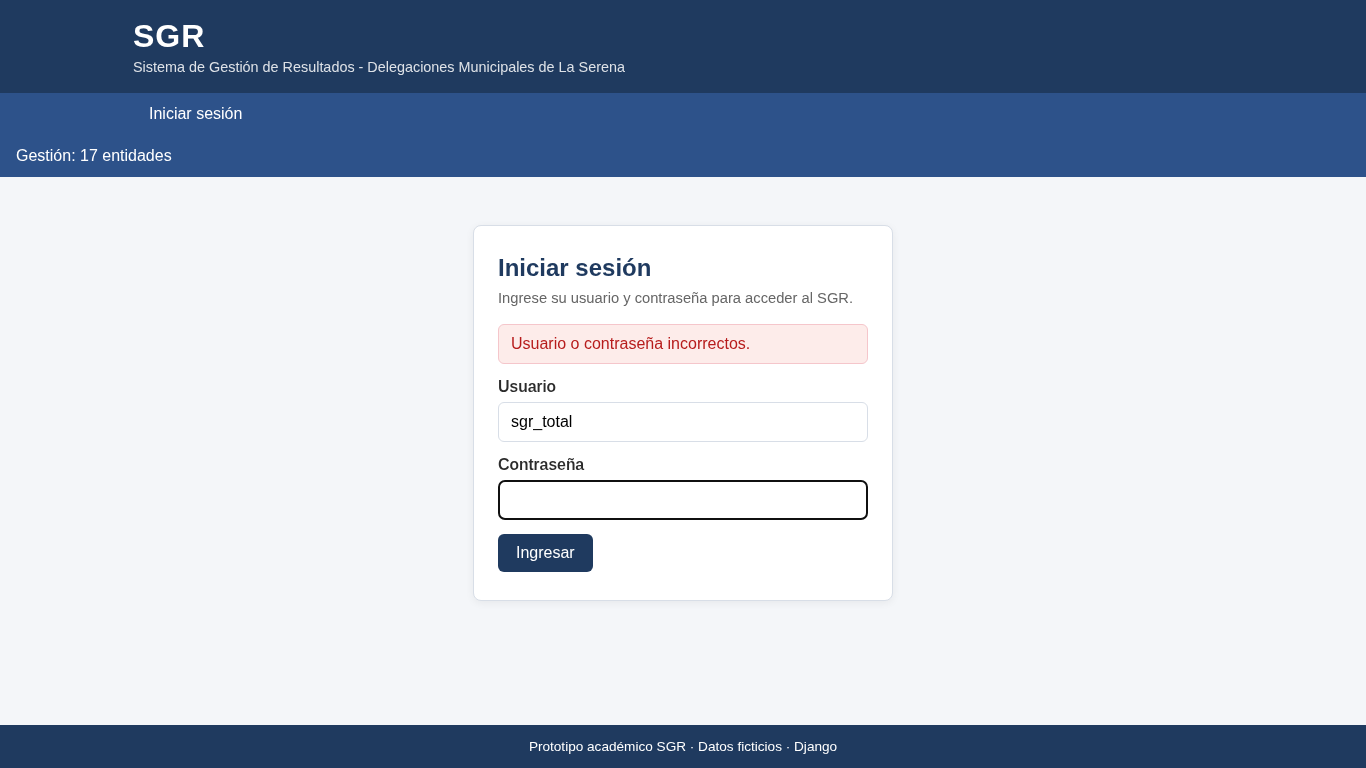 SGR
Sistema de Gestión de Resultados - Delegaciones Municipales de La Serena
Iniciar sesión
Gestión: 17 entidades
Iniciar sesión
Ingrese su usuario y contraseña para acceder al SGR.
Usuario o contraseña incorrectos.
Usuario
sgr_total
Contraseña
Ingresar
Prototipo académico SGR · Datos ficticios · Django